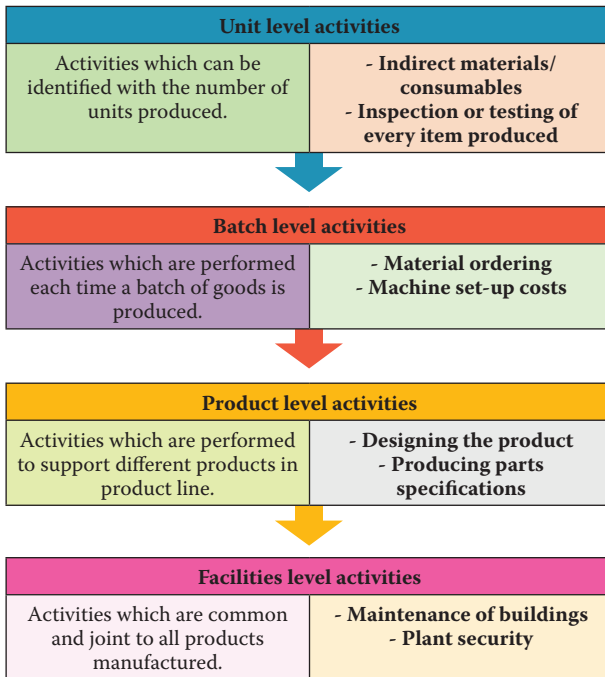 Unit level activities
Activities which can be
identified with the number of
units produced.
- Indirect materials/
consumables
- Inspection or testing of
every item produced
Batch level activities
Activities which are performed
each time a batch of goods is
produced.
- Material ordering
- Machine set-up costs
Product level activities
Activities which are performed
to support different products in
product line.
- Designing the product
- Producing parts
specifications
Facilities level activities
Activities which are common
and joint to all products
manufactured.
- Maintenance of buildings
- Plant security